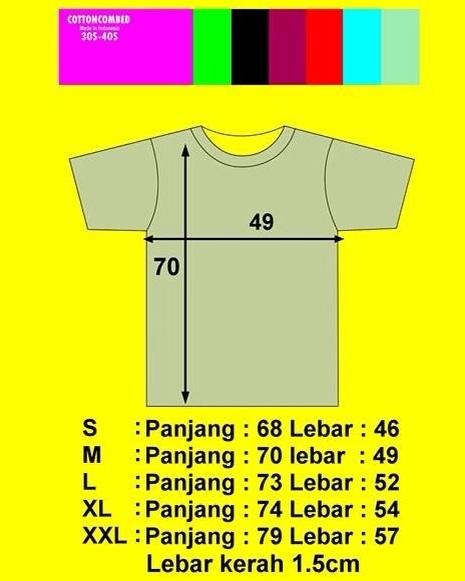 COTTONCOMBED
Made in Indonesia
30S-40S
49
70
S : Panjang : 68 Lebar : 46
M : Panjang : 70 lebar : 49
L : Panjang : 73 Lebar : 52
XL : Panjang : 74 Lebar : 54
XXL : Panjang : 79 Lebar : 57
Lebar kerah 1.5cm